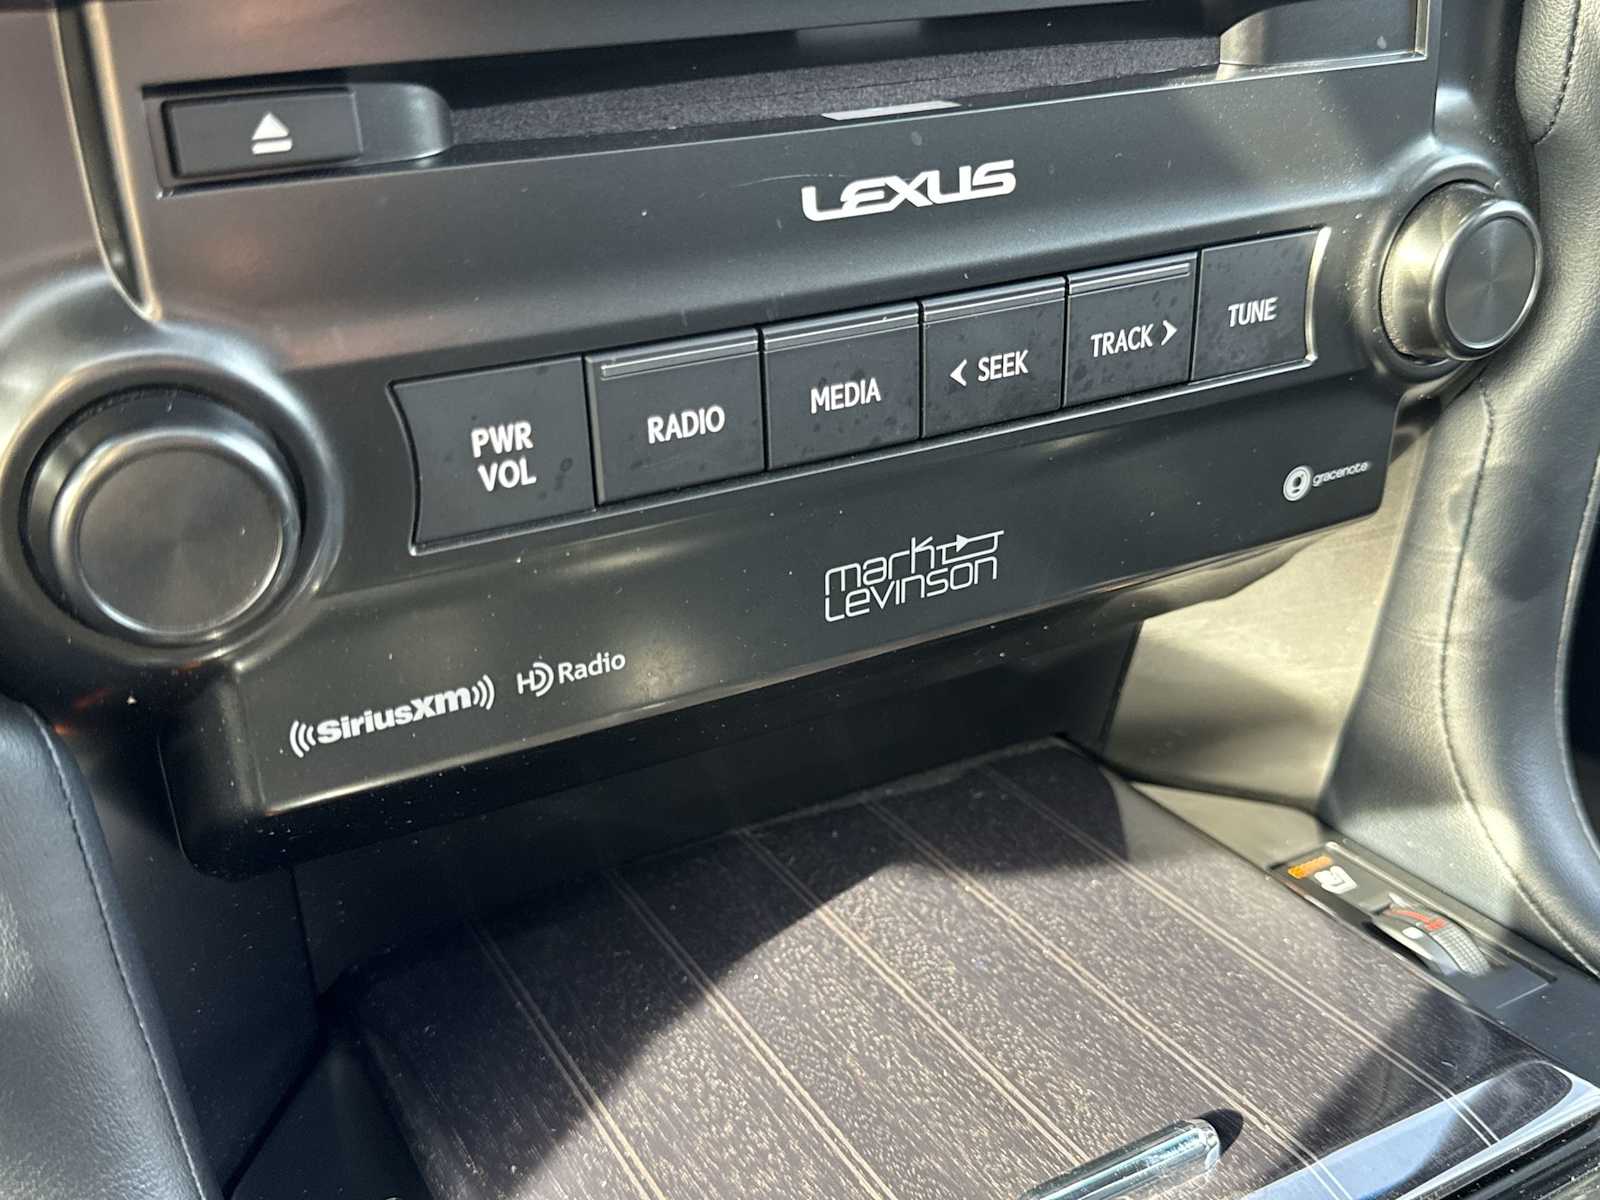 LEXUS
PWR
VOL
RADIO
MEDIA
< SEEK
TRACK >
TUNE
gracenote
mark
Levinson
((SiriusXM))
HD Radio